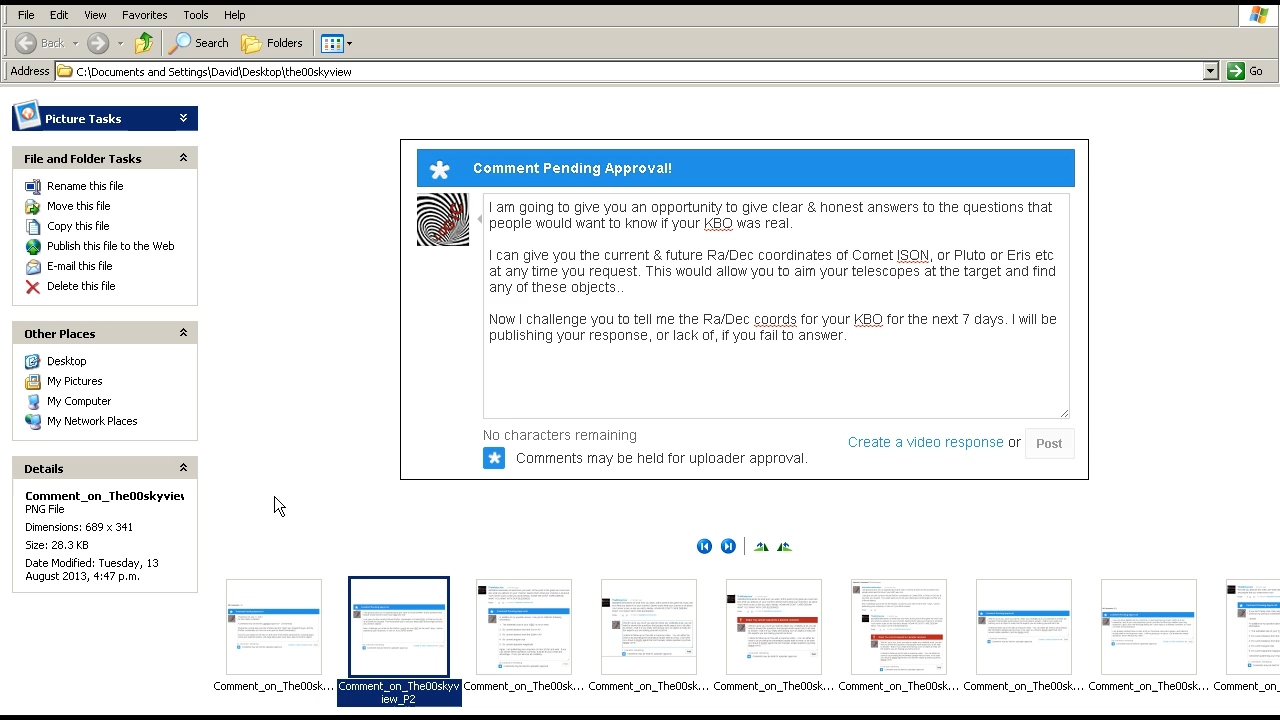 File Edit View Favorites Tools Help
Back Search Folders
Address C:\Documents and Settings\David\Desktop\the00skyview Go
Picture Tasks
File and Folder Tasks
Rename this file
Move this file
Copy this file
Publish this file to the Web
E-mail this file
Delete this file
Other Places
Desktop
My Pictures
My Computer
My Network Places
Details
Comment_on_The00skyview
PNG File
Dimensions: 689 x 341
Size: 28.3 KB
Date Modified: Tuesday, 13
August 2013, 4:47 p.m.
Comment Pending Approval!
I am going to give you an opportunity to give clear & honest answers to the questions that
people would want to know if your KBO was real.
I can give you the current & future Ra/Dec coordinates of Comet ISON, or Pluto or Eris etc
at any time you request. This would allow you to aim your telescopes at the target and find
any of these objects..
Now I challenge you to tell me the Ra/Dec coords for your KBO for the next 7 days. I will be
publishing your response, or lack of, if you fail to answer.
No characters remaining
Create a video response or Post
Comments may be held for uploader approval.
Comment_on_The00sk... Comment_on_The00skyv Comment_on_The00sk... Comment_on_The00sk... Comment_on_The00sk... Comment_on_The00sk... Comment_on_The00sk... Comment_on_The00sk... Comment_on_
iew_P2